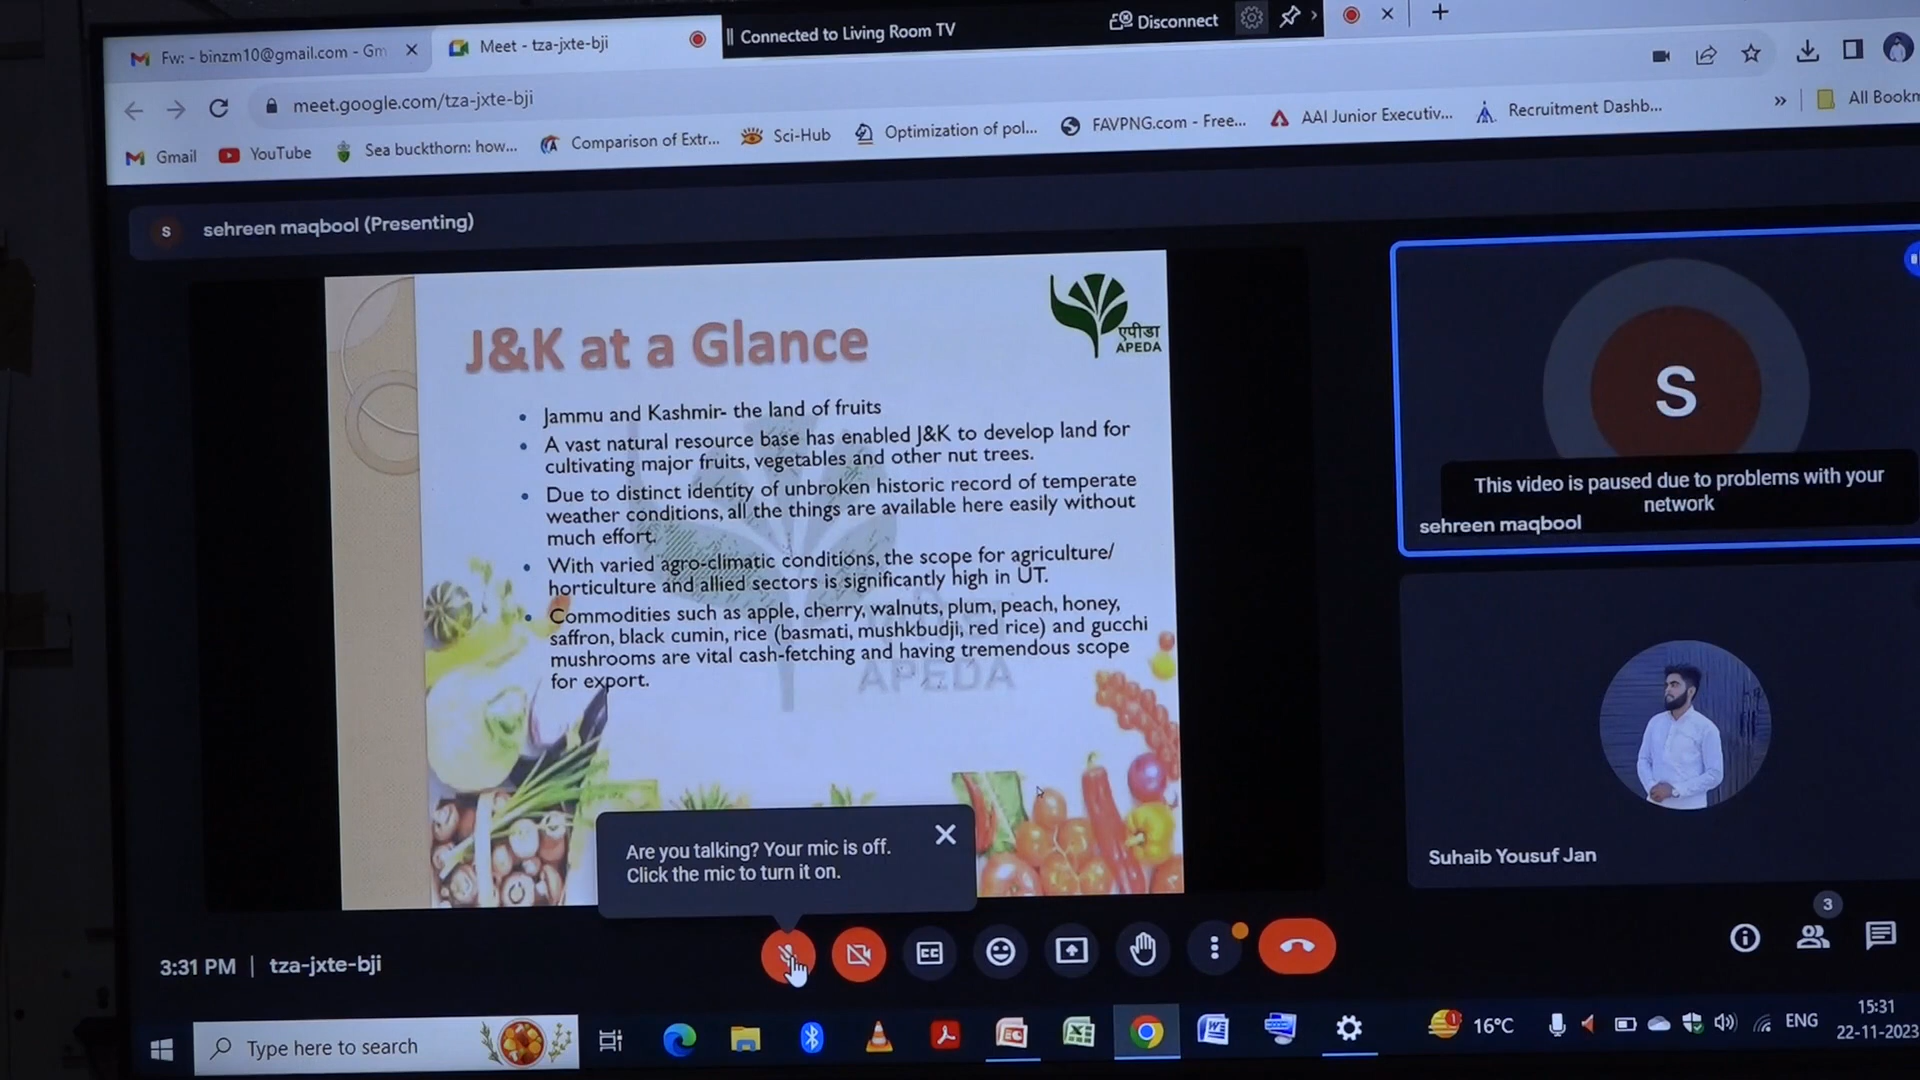 Fw: - binzm10@gmail.com - Gm
Meet - tza-jxte-bji
Connected to Living Room TV
Disconnect
meet.google.com/tza-jxte-bji
Gmail
YouTube
Sea buckthorn: how...
Comparison of Extr...
Sci-Hub
Optimization of pol...
FAVPNG.com - Free...
AAI Junior Executiv...
Recruitment Dashb...
»
All Bookm
S
sehreen maqbool (Presenting)
J&K at a Glance
एपीडा
APEDA
• Jammu and Kashmir- the land of fruits
• A vast natural resource base has enabled J&K to develop land for
cultivating major fruits, vegetables and other nut trees.
• Due to distinct identity of unbroken historic record of temperate
weather conditions, all the things are available here easily without
much effort.
• With varied agro-climatic conditions, the scope for agriculture/
horticulture and allied sectors is significantly high in UT.
• Commodities such as apple, cherry, walnuts, plum, peach, honey,
saffron, black cumin, rice (basmati, mushkbudji, red rice) and gucchi
mushrooms are vital cash-fetching and having tremendous scope
for export.
APEDA
S
This video is paused due to problems with your
network
sehreen maqbool
Suhaib Yousuf Jan
Are you talking? Your mic is off.
Click the mic to turn it on.
3:31 PM | tza-jxte-bji
CC
3
Type here to search
16°C
ENG
15:31
22-11-2023